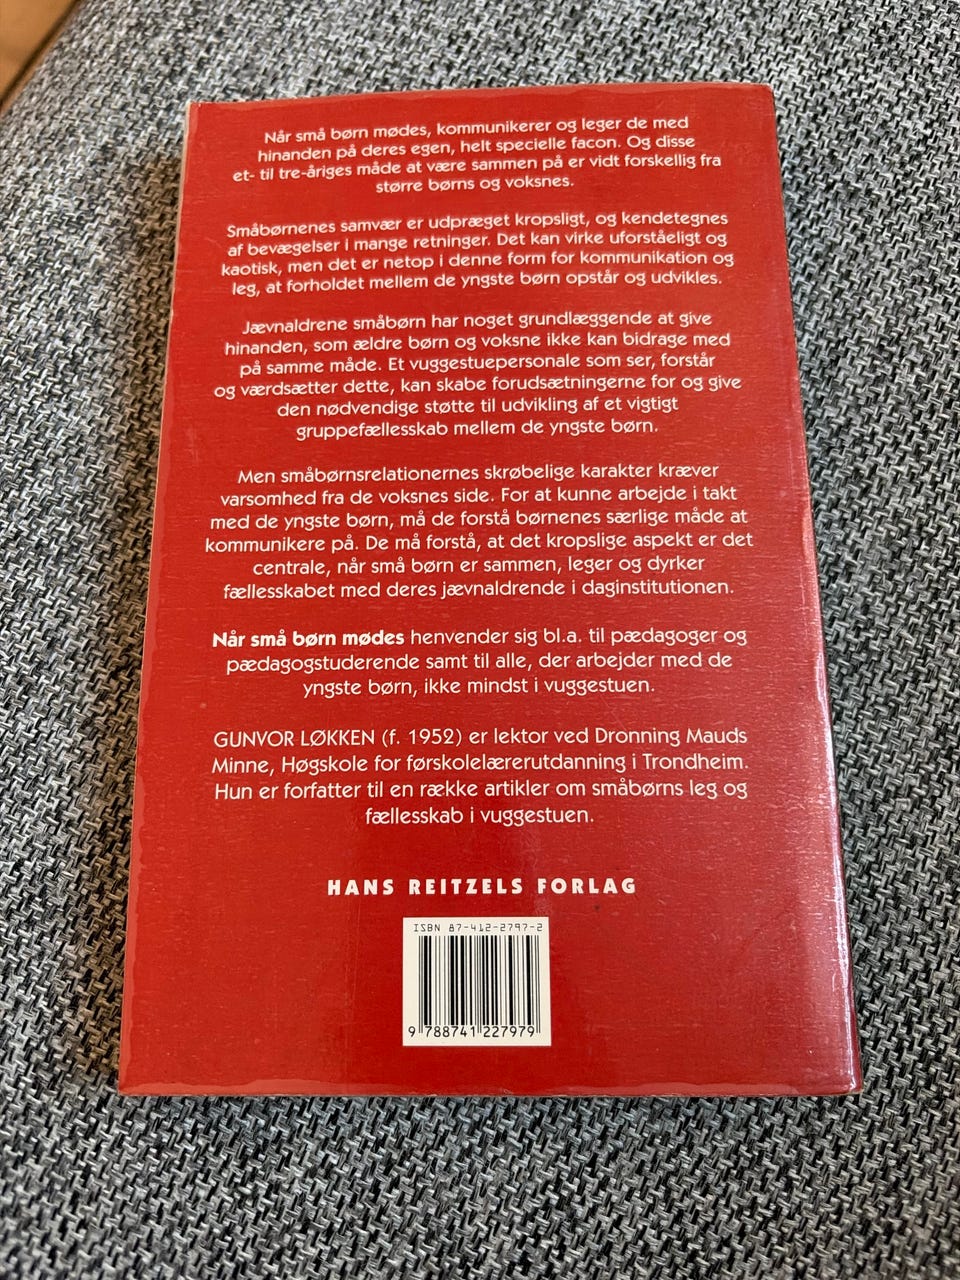 Når små børn mødes, kommunikerer og leger de med
hinanden på deres egen, helt specielle facon. Og disse
et- til tre-åriges måde at være sammen på er vidt forskellig fra
større børns og voksnes.
Småbørnenes samvær er udpræget kropsligt, og kendetegnes
af bevægelser i mange retninger. Det kan virke uforståeligt og
kaotisk, men det er netop i denne form for kommunikation og
leg, at forholdet mellem de yngste børn opstår og udvikles.
Jævnaldrene småbørn har noget grundlæggende at give
hinanden, som ældre børn og voksne ikke kan bidrage med
på samme måde. Et vuggestuepersonale som ser, forstår
og værdsætter dette, kan skabe forudsætningerne for og give
den nødvendige støtte til udvikling af et vigtigt
gruppefællesskab mellem de yngste børn.
Men småbørnsrelationernes skrøbelige karakter kræver
varsomhed fra de voksnes side. For at kunne arbejde i takt
med de yngste børn, må de forstå børnenes særlige måde at
kommunikere på. De må forstå, at det kropslige aspekt er det
centrale, når små børn er sammen, leger og dyrker
fællesskabet med deres jævnaldrende i daginstitutionen.
Når små børn mødes henvender sig bl.a. til pædagoger og
pædagogstuderende samt til alle, der arbejder med de
yngste børn, ikke mindst i vuggestuen.
GUNVOR LØKKEN (f. 1952) er lektor ved Dronning Mauds
Minne, Høgskole for førskolelærerutdanning i Trondheim.
Hun er forfatter til en række artikler om småbørns leg og
fællesskab i vuggestuen.
HANS REITZELS FORLAG
ISBN 87-412-2797-2
9 788741 227979